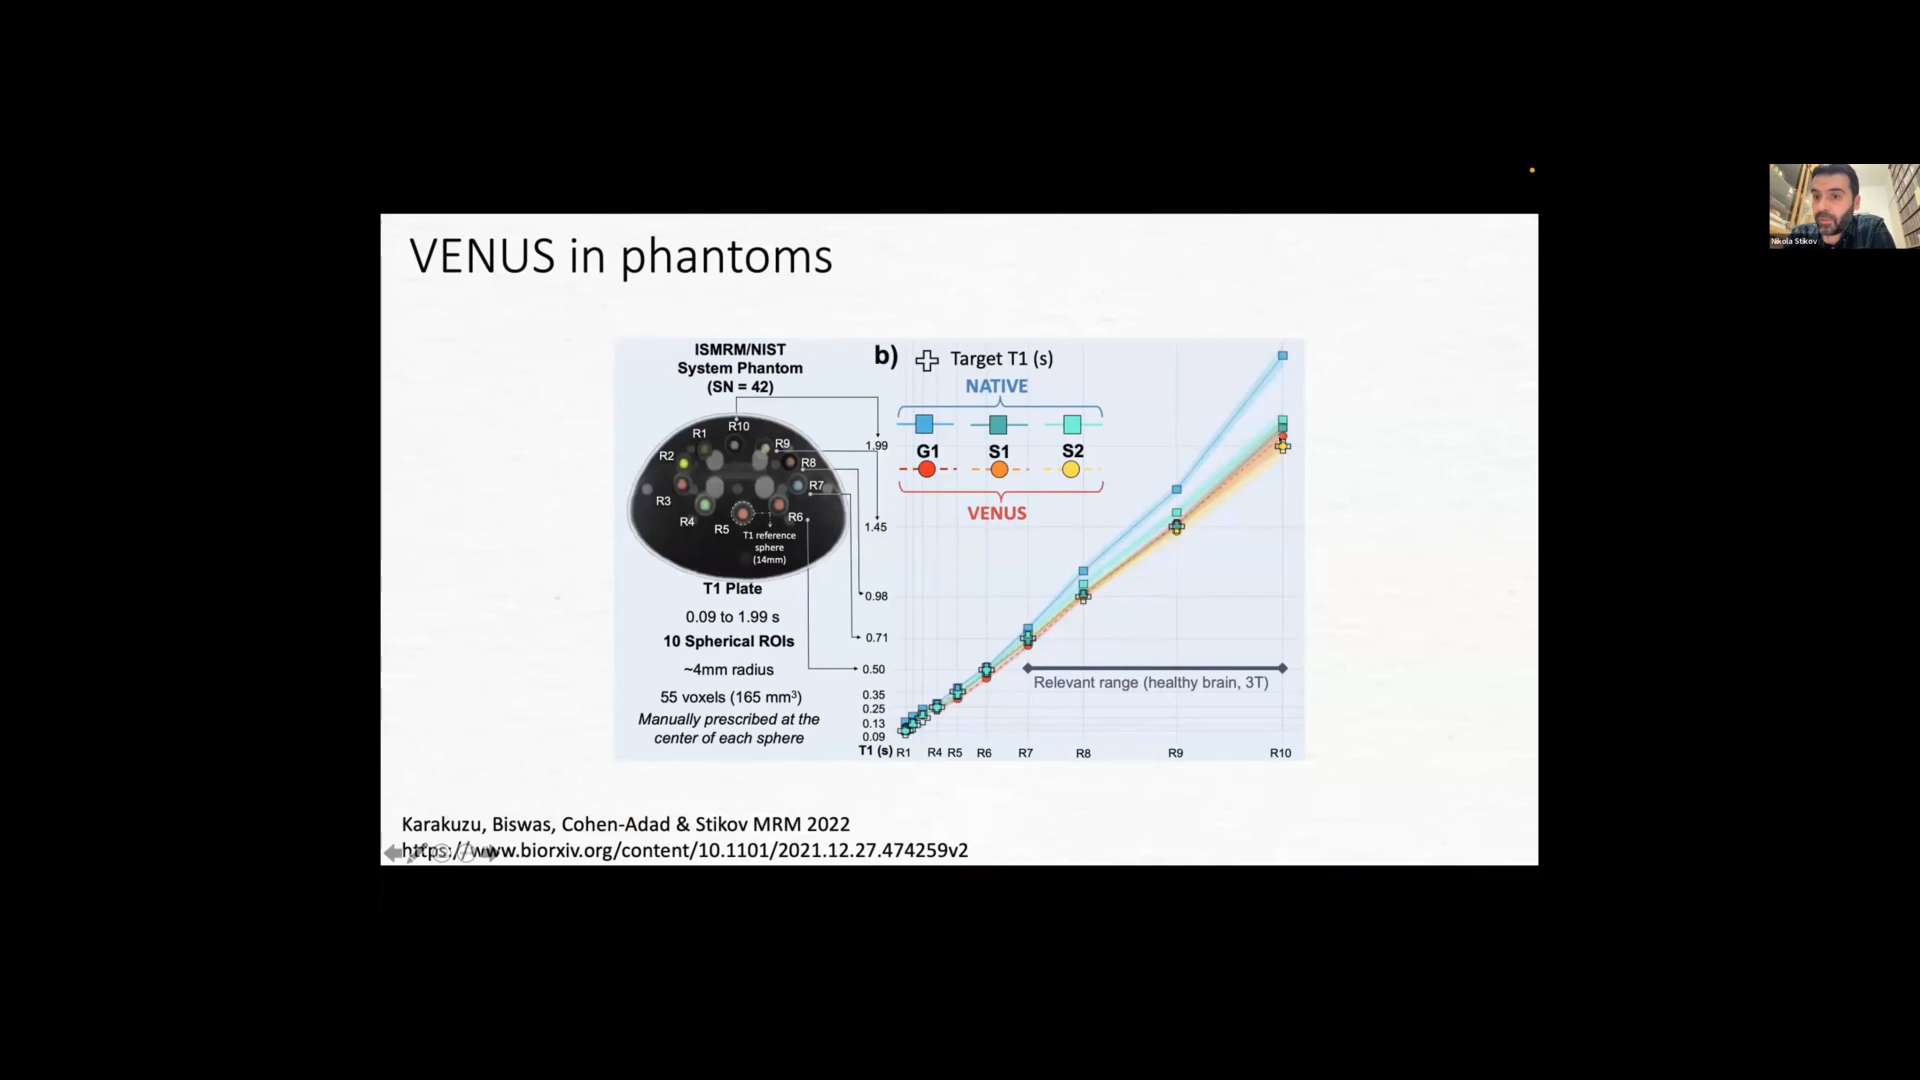 VENUS in phantoms
ISMRM/NIST
System Phantom
(SN = 42)
R1
R10
R9
R2
R8
R7
R3
R4
R5
R6
T1 reference
sphere
(14mm)
T1 Plate
0.09 to 1.99 s
10 Spherical ROIs
~4mm radius
55 voxels (165 mm³)
Manually prescribed at the
center of each sphere
b)
Target T1 (s)
NATIVE
G1 S1 S2
VENUS
1.99
1.45
0.98
0.71
0.50
0.35
0.25
0.13
0.09
Relevant range (healthy brain, 3T)
T1 (s) R1 R4 R5 R6 R7 R8 R9 R10
Karakuzu, Biswas, Cohen-Adad & Stikov MRM 2022
https://www.biorxiv.org/content/10.1101/2021.12.27.474259v2
Nikola Stikov